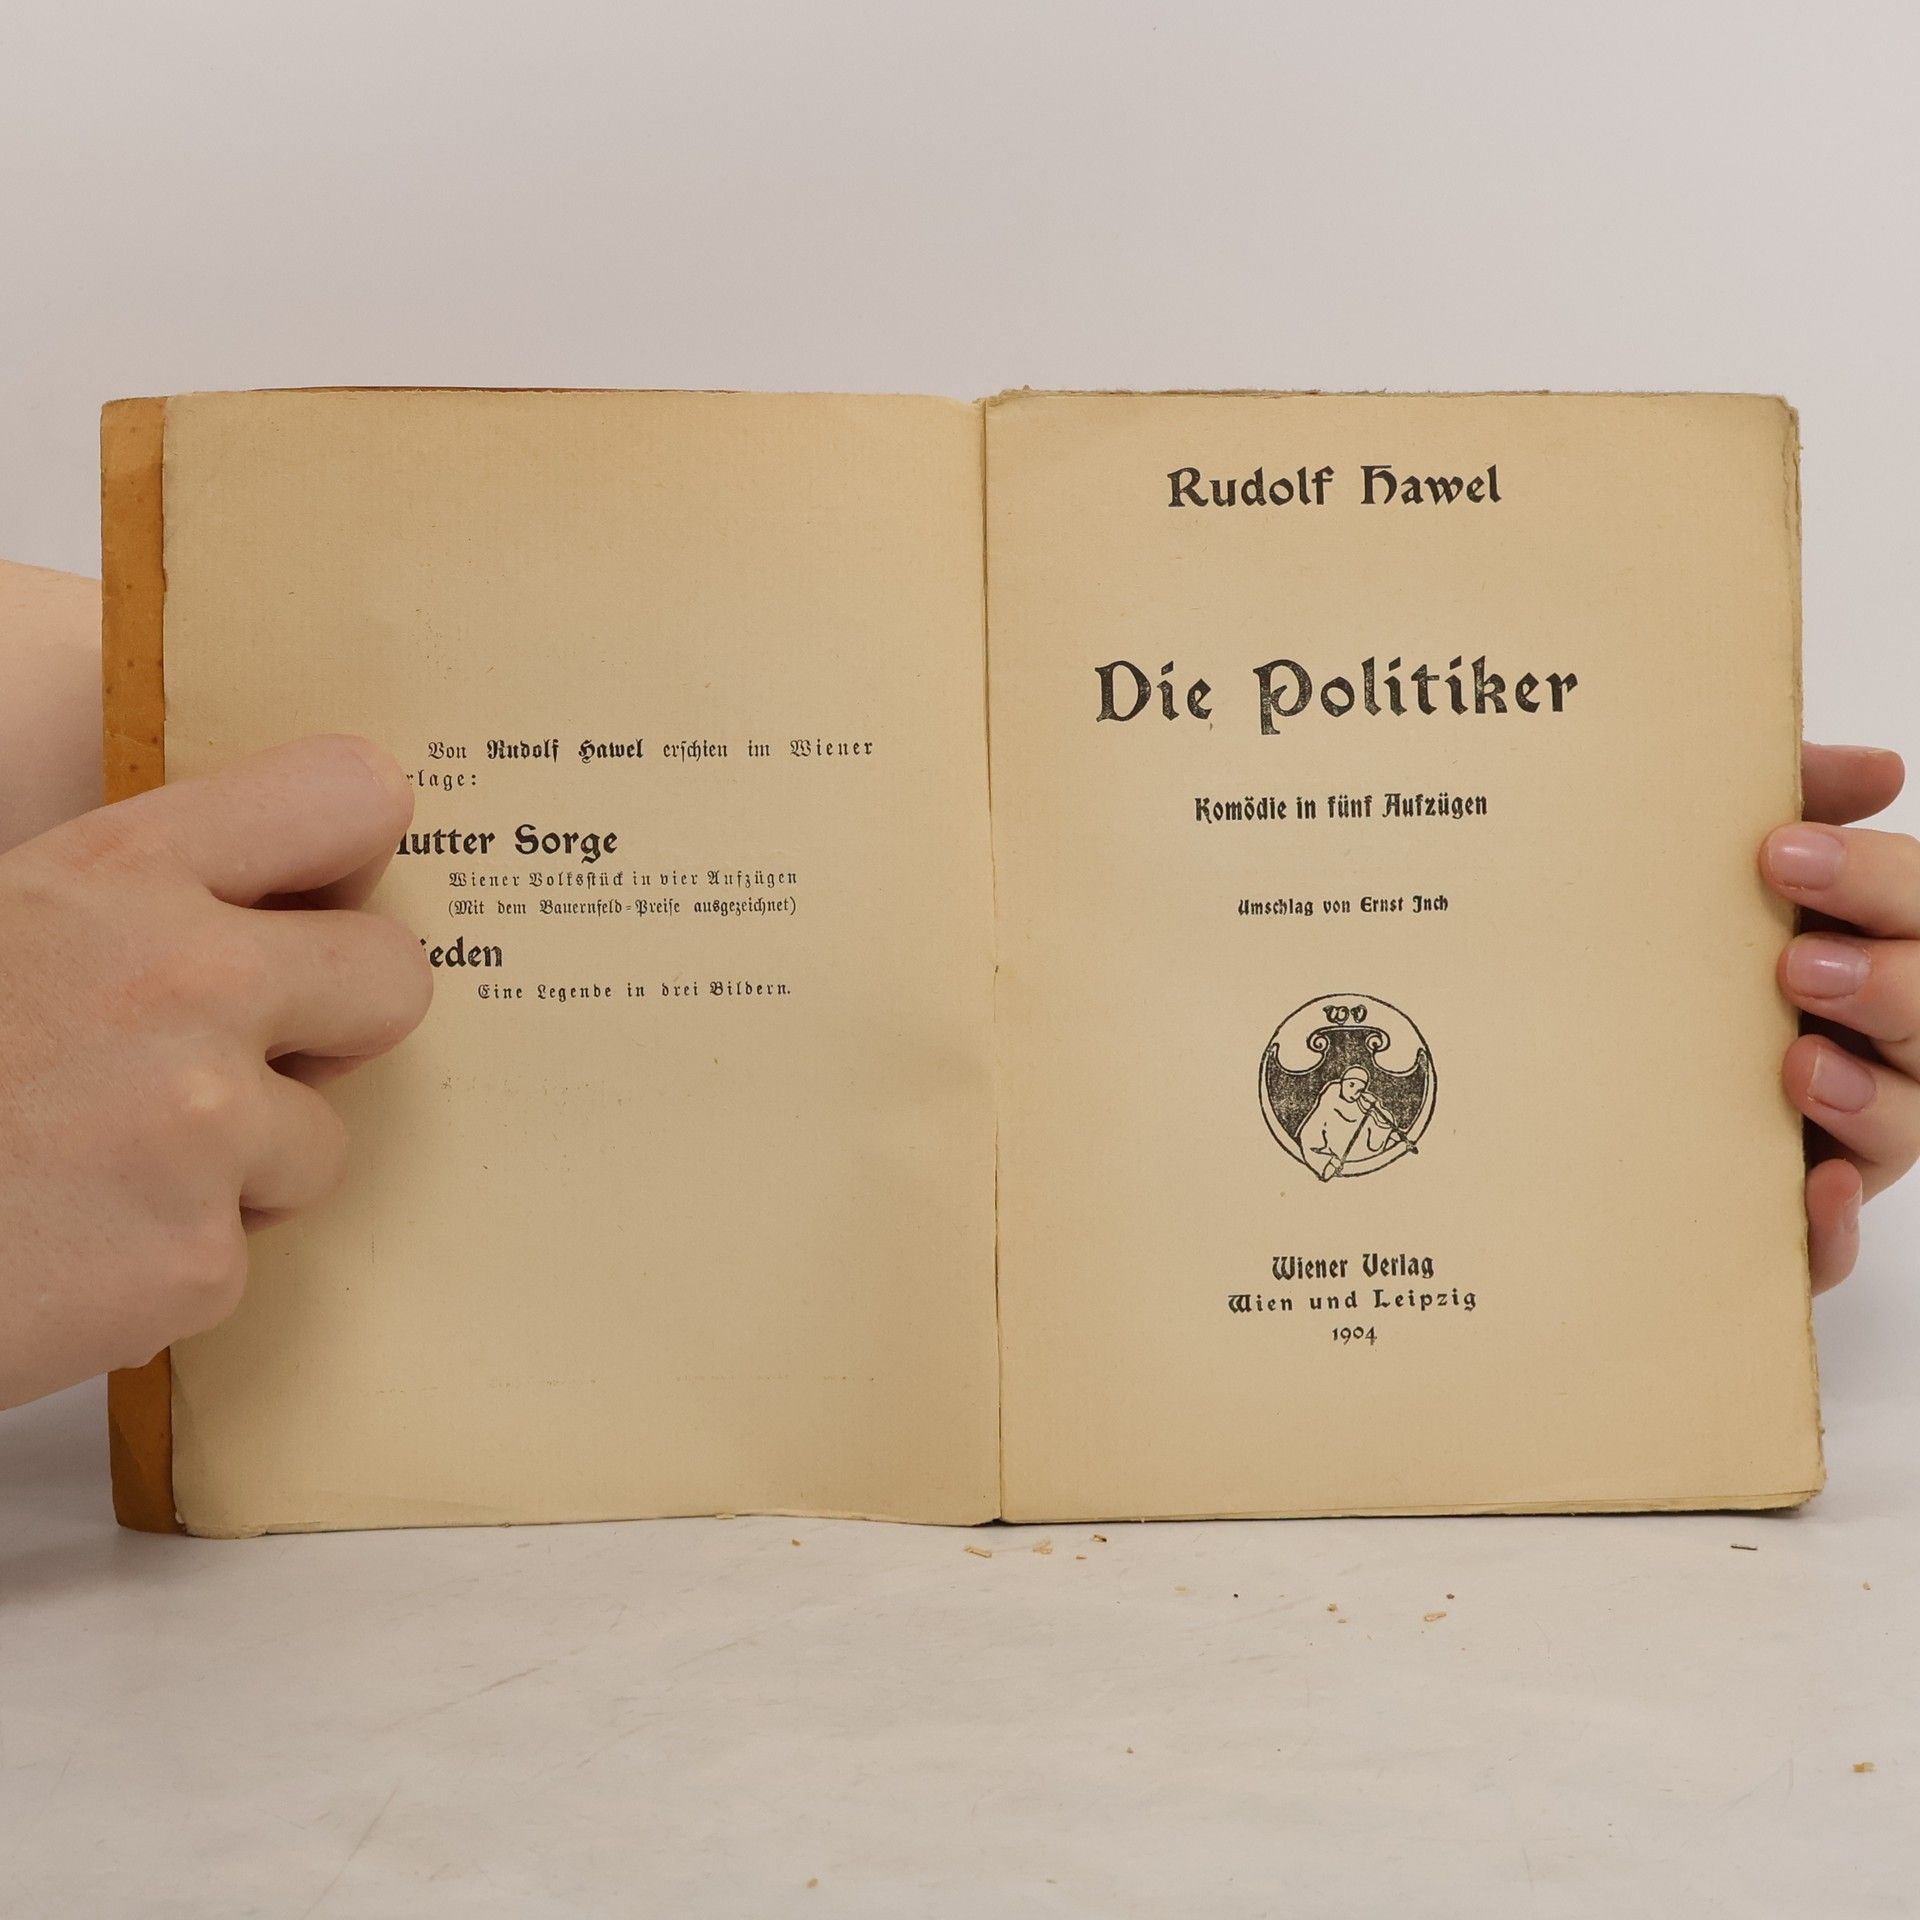 Von Rudolf Hawel erschien im Wiener
rlage:
utter Sorge
Wiener Volksstück in vier Aufzügen
(Mit dem Bauernfeld-Preise ausgezeichnet)
ieden
Eine Legende in drei Bildern.
Rudolf Hawel
Die Politiker
Komödie in fünf Aufzügen
Umschlag von Ernst Inch
WV
Wiener Verlag
Wien und Leipzig
1904